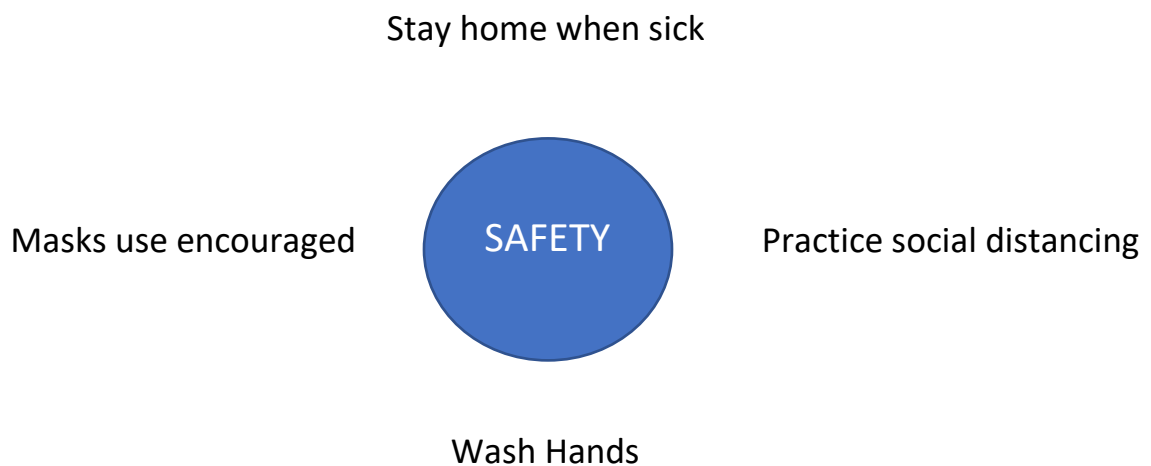 Stay home when sick
Masks use encouraged
SAFETY
Practice social distancing
Wash Hands